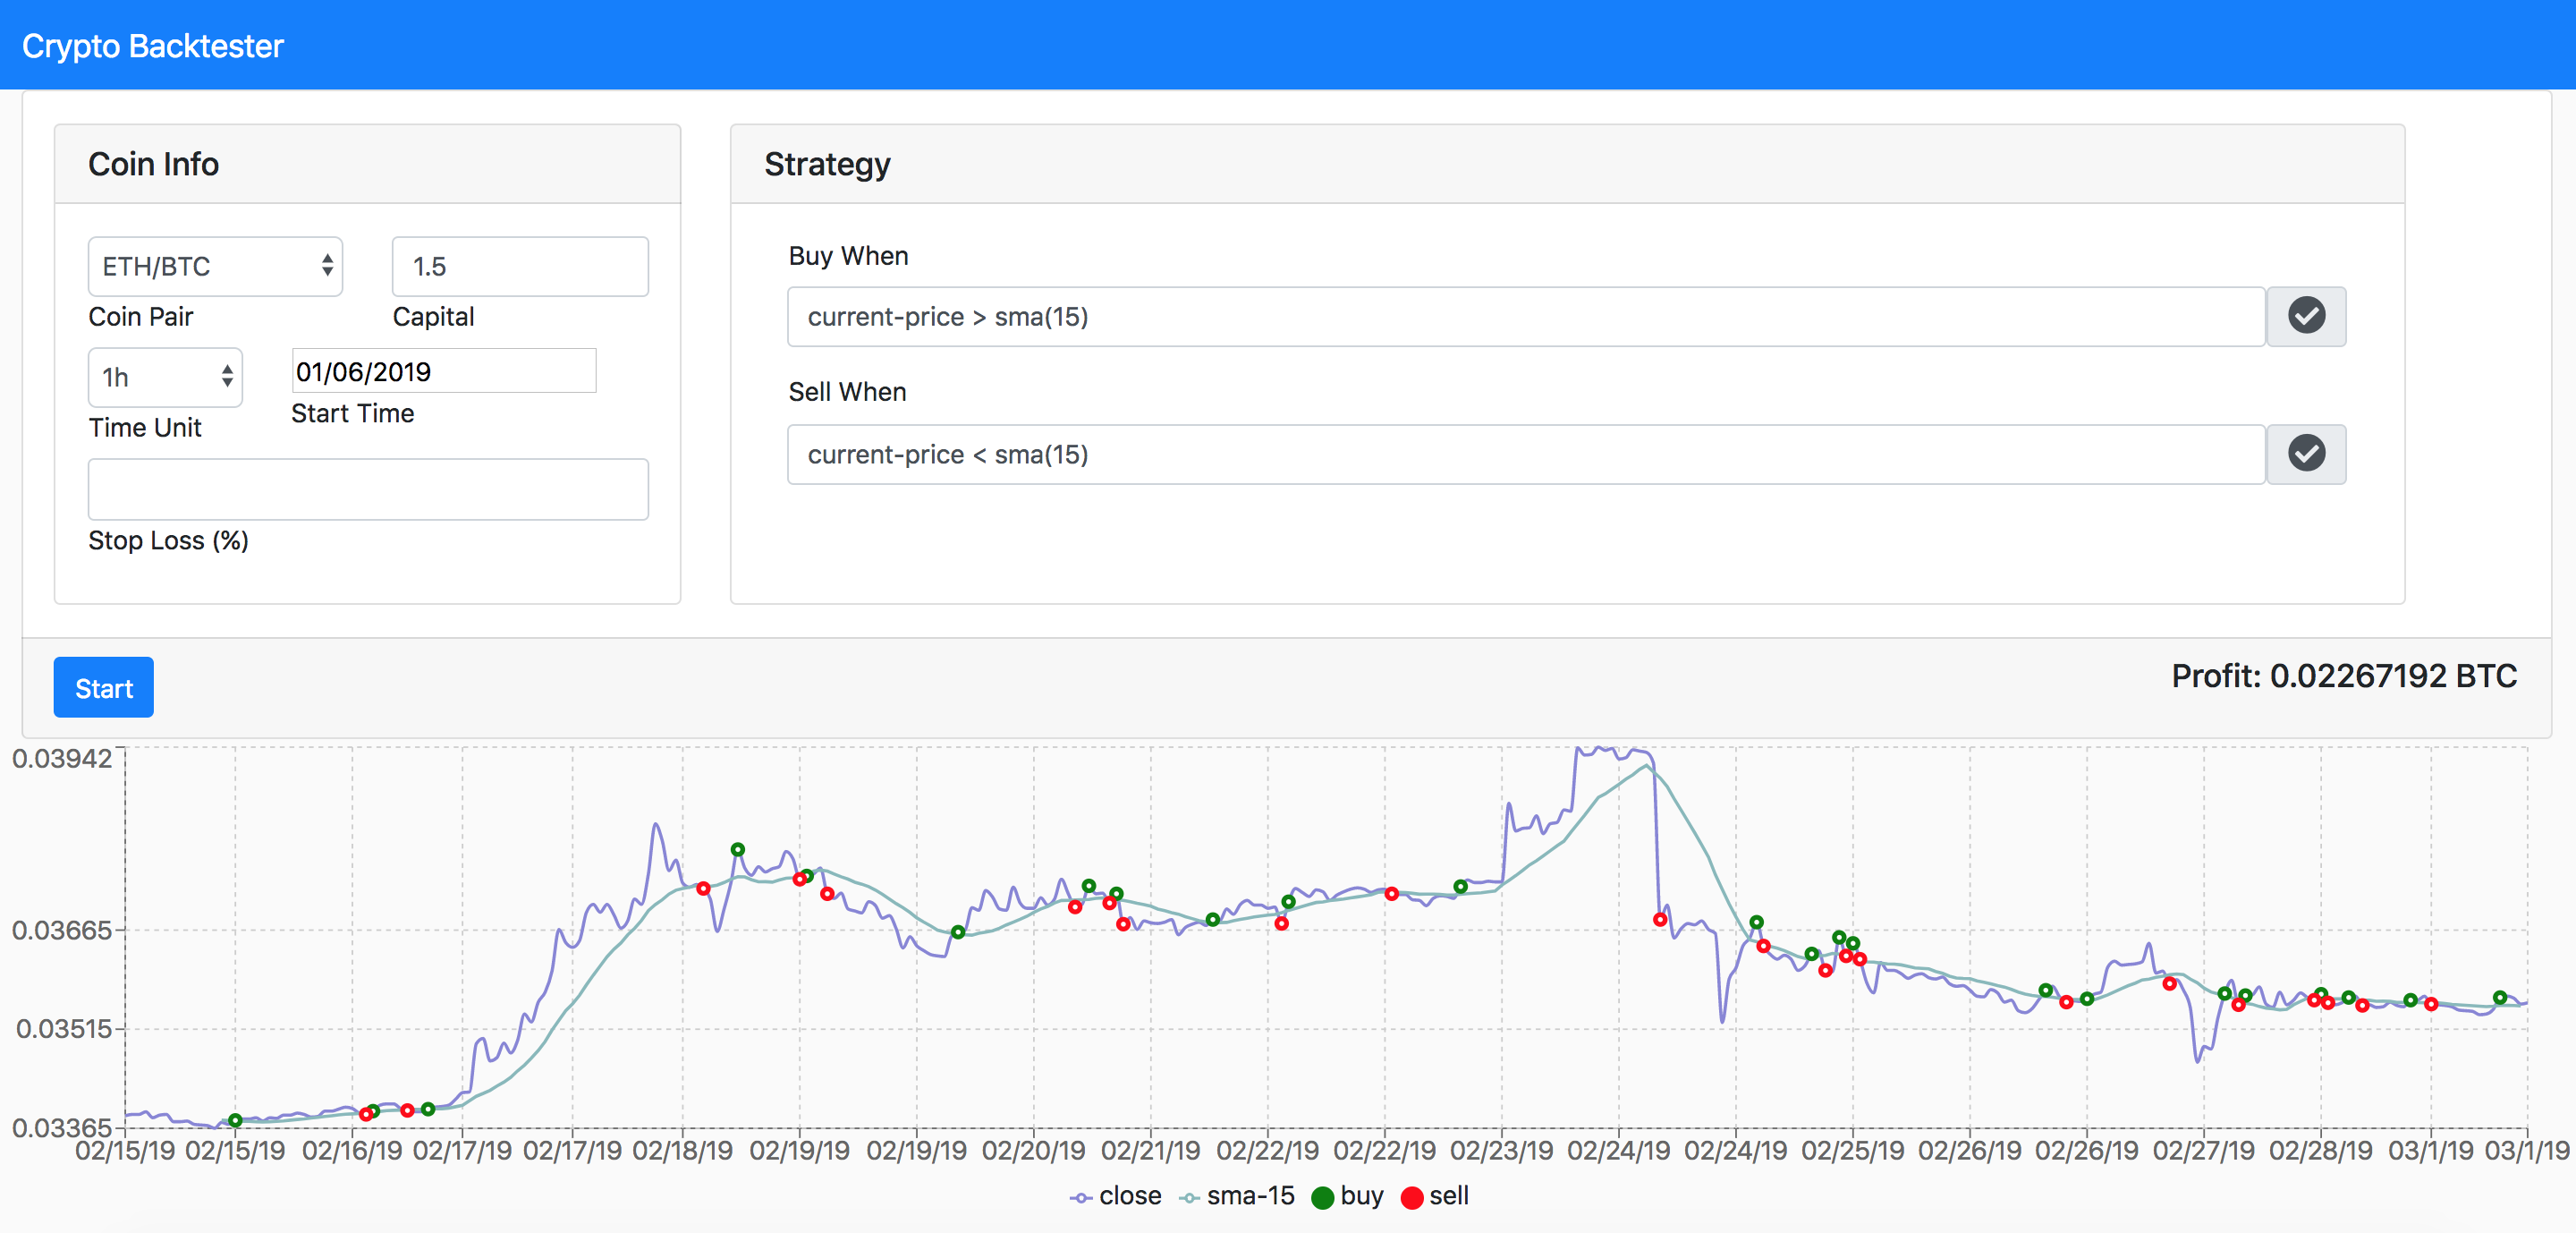 Crypto Backtester
Coin Info
ETH/BTC
1.5
Coin Pair
Capital
1h
01/06/2019
Time Unit
Start Time
Stop Loss (%)
Strategy
Buy When
current-price > sma(15)
Sell When
current-price < sma(15)
Start
Profit: 0.02267192 BTC
0.03942
0.03665
0.03515
0.03365
02/15/19 02/15/19 02/16/19 02/17/19 02/17/19 02/18/19 02/19/19 02/19/19 02/20/19 02/21/19 02/22/19 02/22/19 02/23/19 02/24/19 02/24/19 02/25/19 02/26/19 02/26/19 02/27/19 02/28/19 03/1/19 03/1/19
close sma-15 buy sell